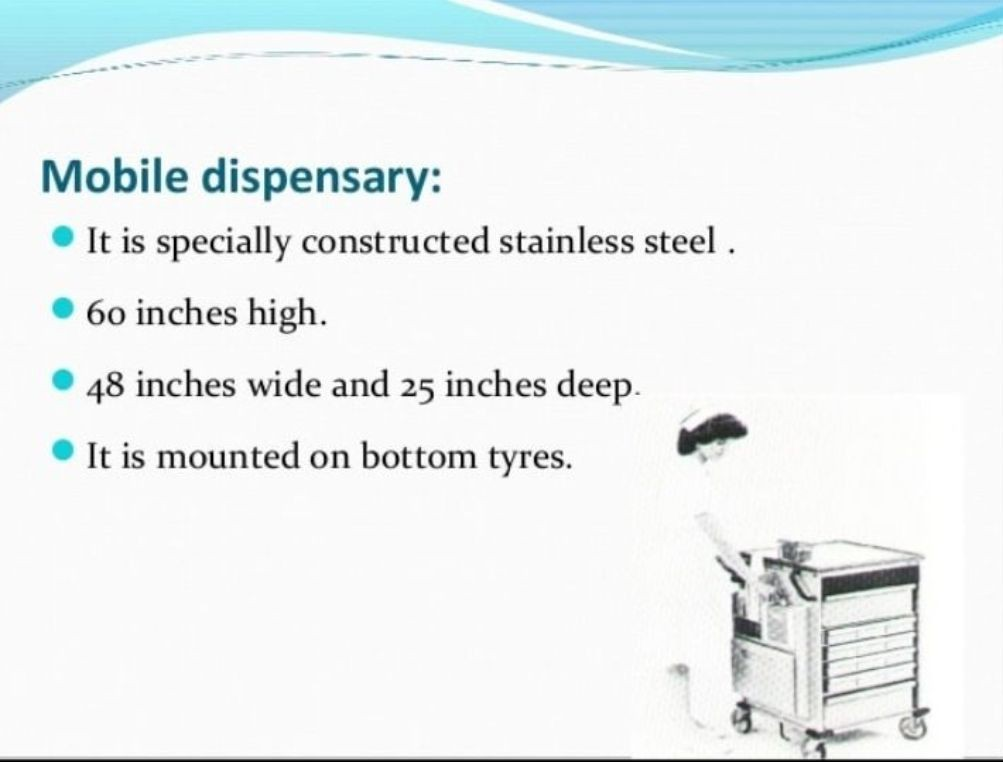 Mobile dispensary:
It is specially constructed stainless steel .
60 inches high.
48 inches wide and 25 inches deep.
It is mounted on bottom tyres.